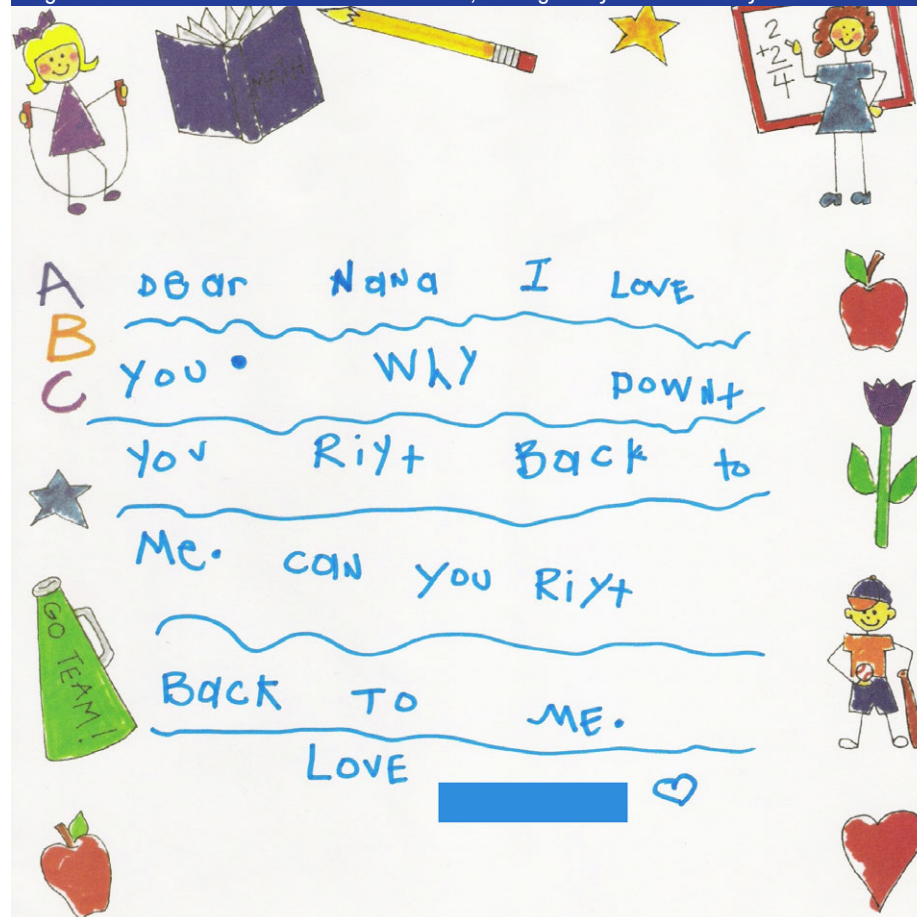 MATH
2
+2
4
A
B
C
DEar NaNa I LOVE
YOU. WhY DOWNt
YOU RiYt Back to
Me. CaN YOU RiYt
Back TO ME.
LOVE
GO TEAM!